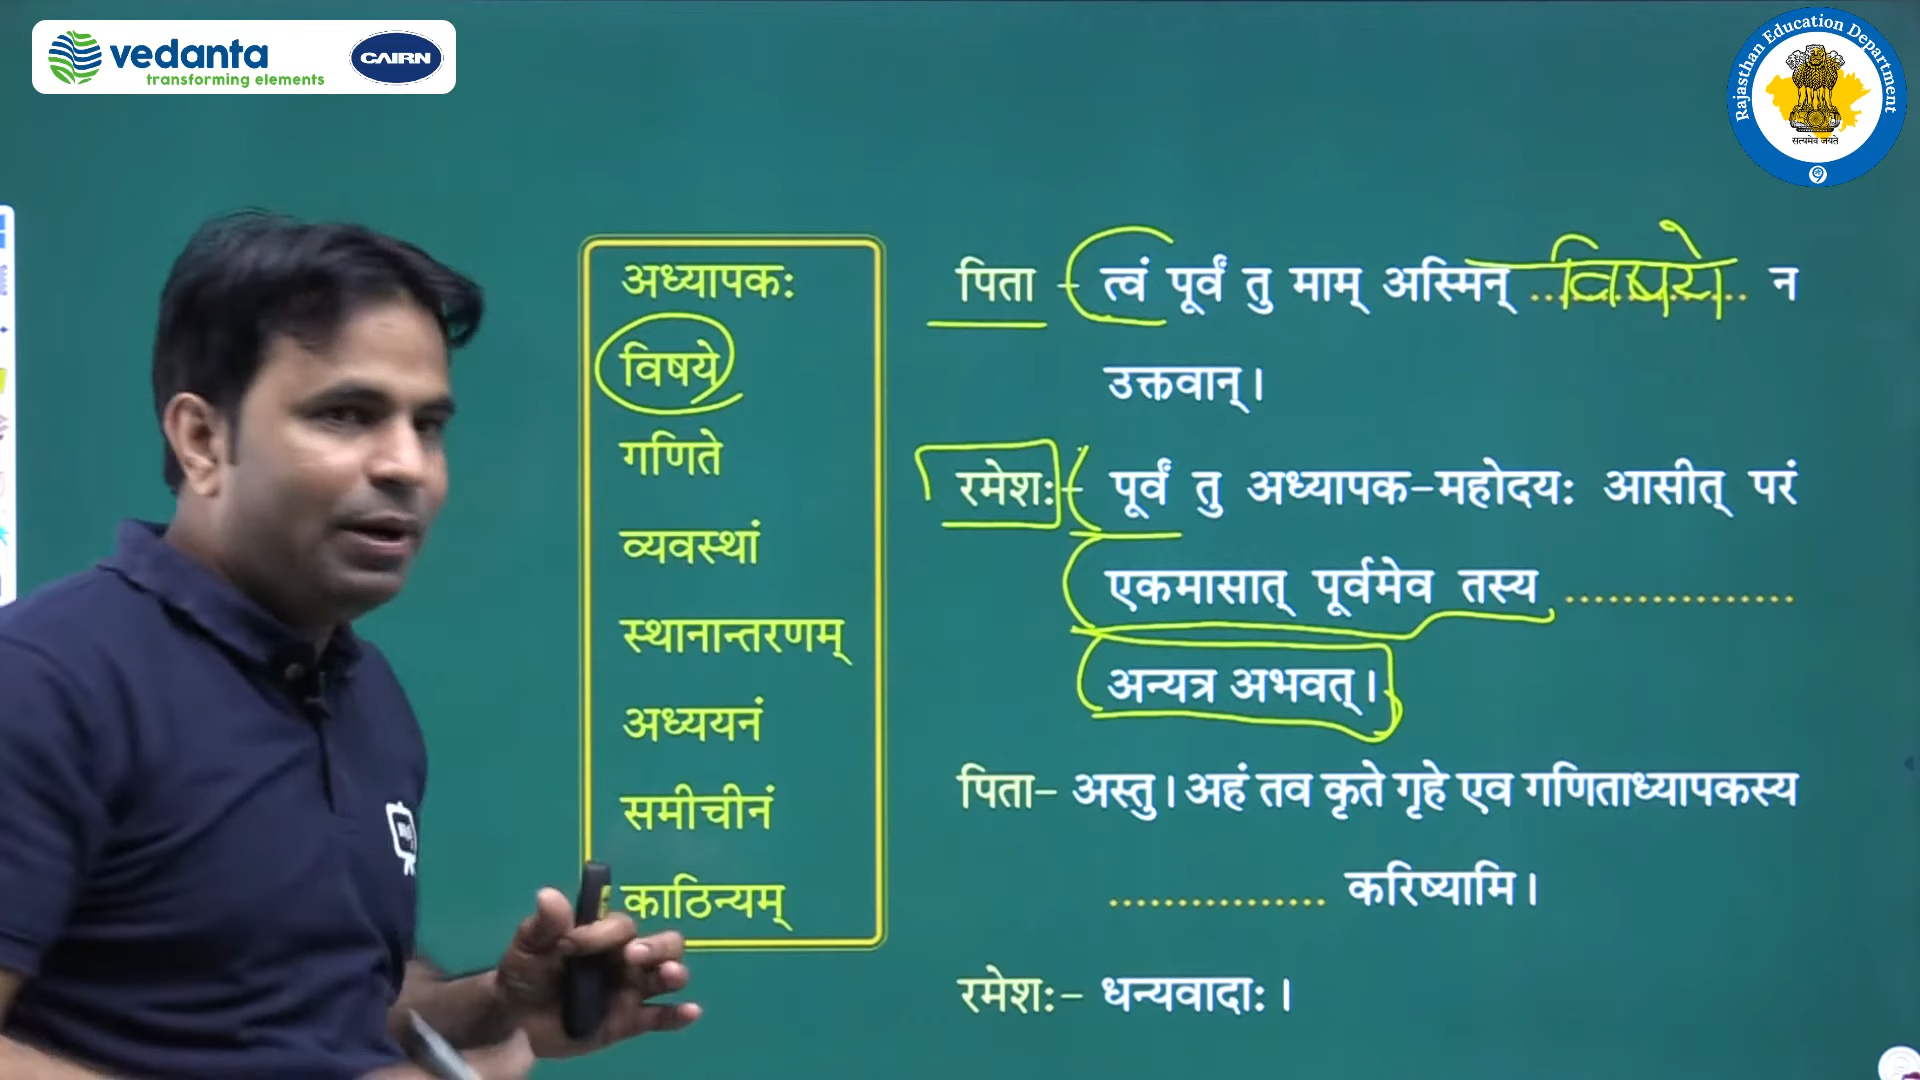 vedanta
transforming elements
CAIRN
Rajasthan Education Department
सत्यमेव जयते
अध्यापकः
विषये
गणिते
व्यवस्थां
स्थानान्तरणम्
अध्ययनं
समीचीनं
काठिन्यम्
पिता - त्वं पूर्वं तु माम् अस्मिन् ...विषये... न
उक्तवान्।
रमेशः- पूर्वं तु अध्यापक-महोदयः आसीत् परं
एकमासात् पूर्वमेव तस्य ................
अन्यत्र अभवत्।
पिता- अस्तु। अहं तव कृते गृहे एव गणिताध्यापकस्य
................ करिष्यामि।
रमेशः- धन्यवादाः।